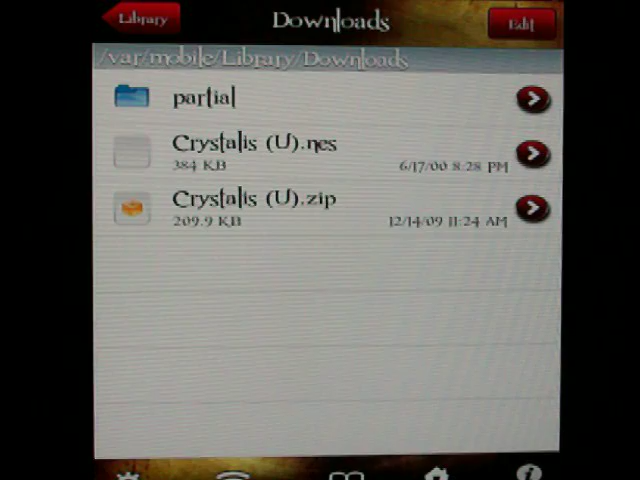 Library
Downloads
Edit
/var/mobile/Library/Downloads
partial
Crystalis (U).nes
384 KB
6/17/00 8:28 PM
Crystalis (U).zip
209.9 KB
12/14/09 11:24 AM